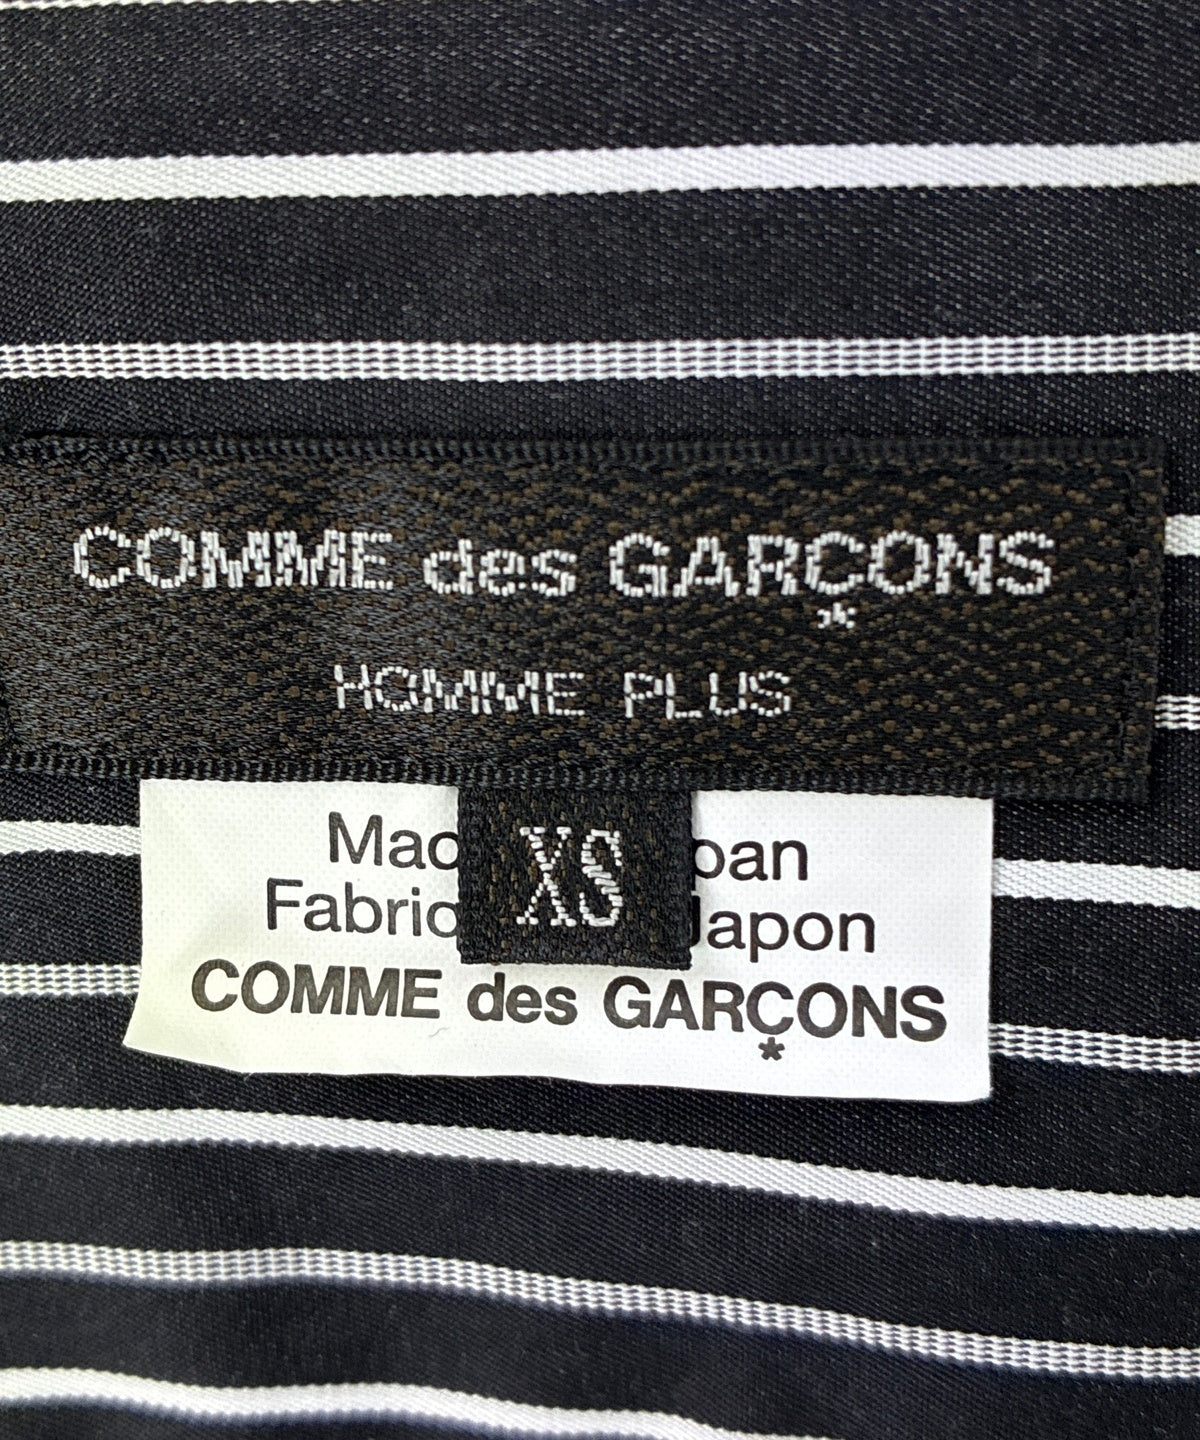 COMME des GARÇONS
*
HOMME PLUS
XS
COMME des GARÇONS
*